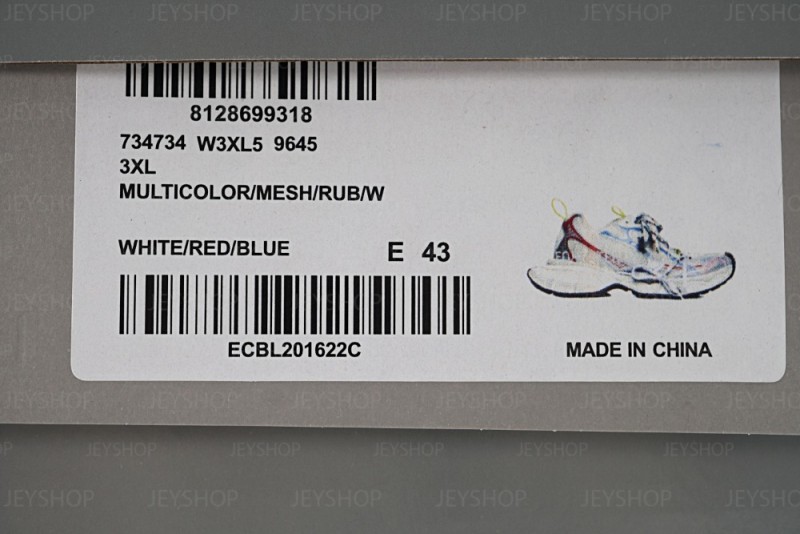 8128699318
734734 W3XL5 9645
3XL
MULTICOLOR/MESH/RUB/W
WHITE/RED/BLUE E 43
ECBL201622C
MADE IN CHINA
JEYSHOP